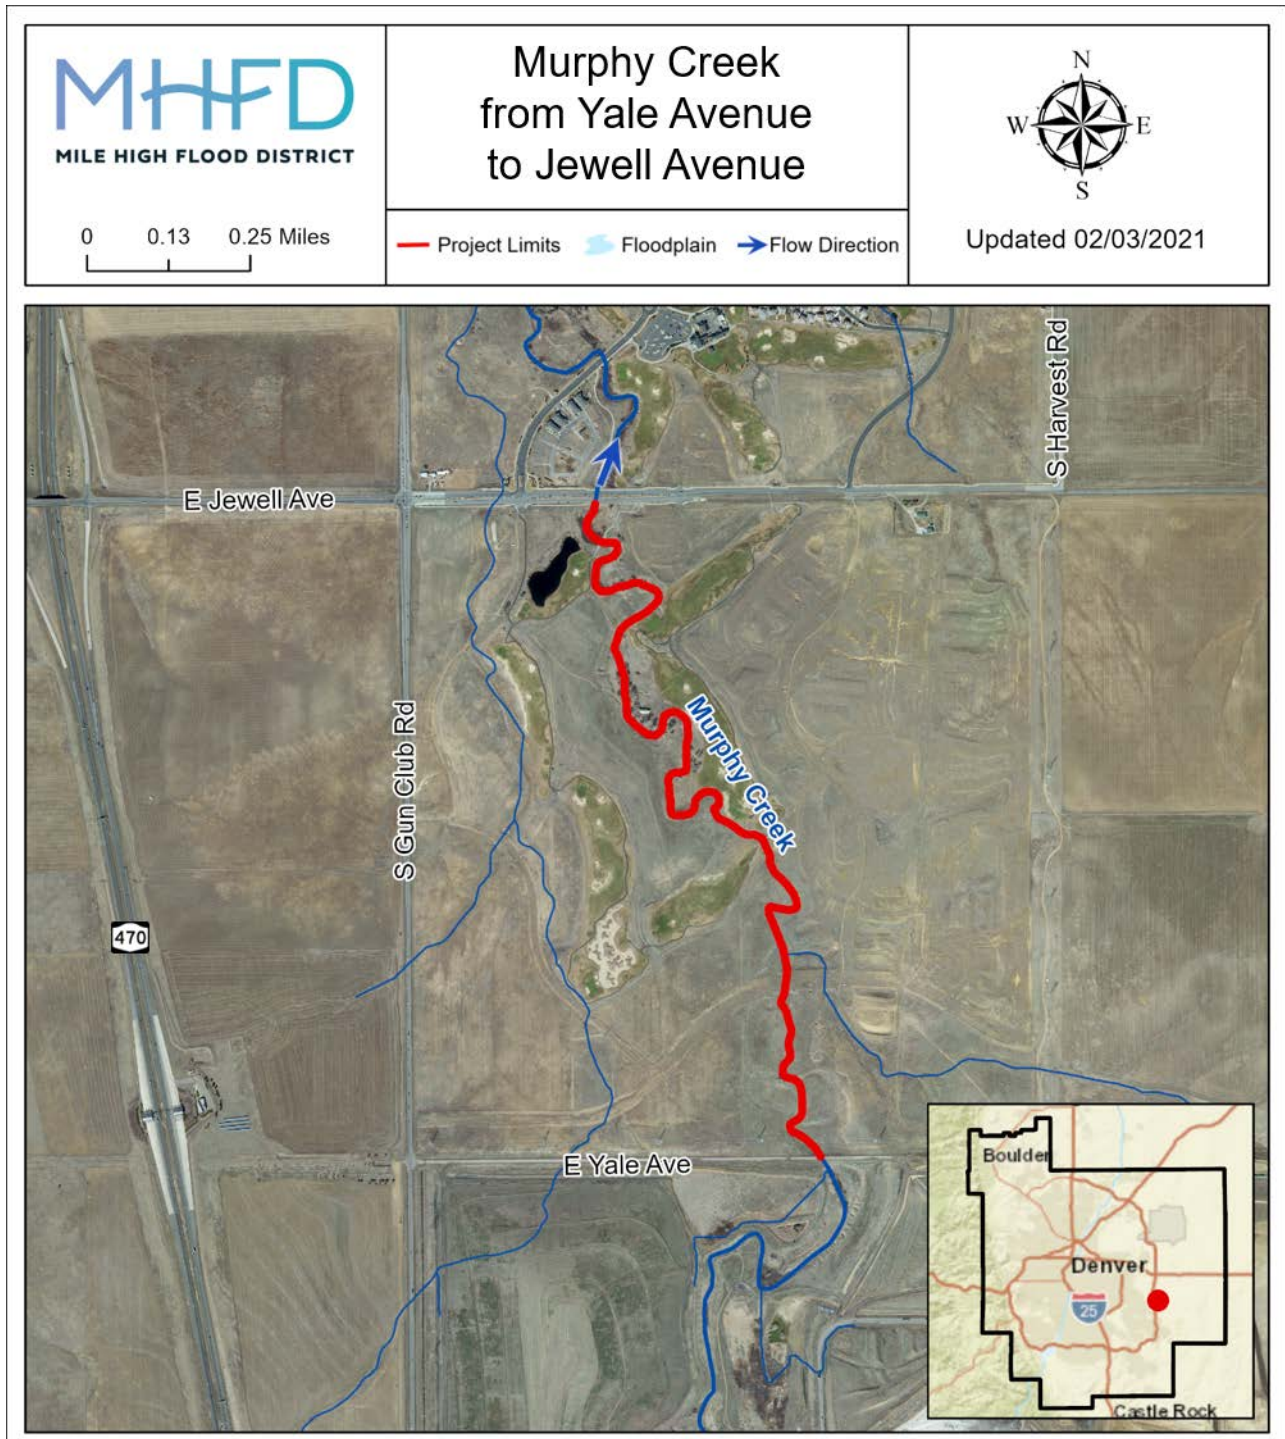 MHFD
MILE HIGH FLOOD DISTRICT
0 0.13 0.25 Miles
Murphy Creek
from Yale Avenue
to Jewell Avenue
Project Limits Floodplain Flow Direction
N
W E
S
Updated 02/03/2021
S Harvest Rd
E Jewell Ave
Murphy Creek
S Gun Club Rd
470
E Yale Ave
Boulder
Denver
25
Castle Rock